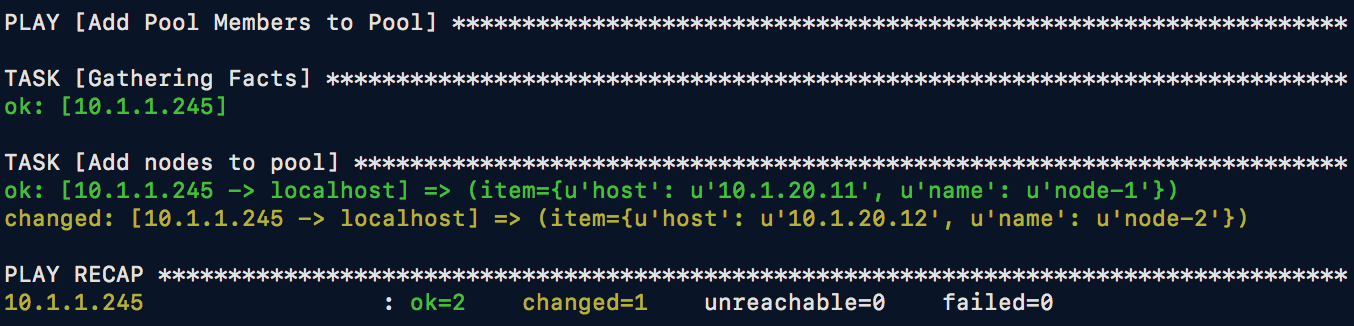 PLAY [Add Pool Members to Pool] ****************************************************************
TASK [Gathering Facts] *************************************************************************
ok: [10.1.1.245]
TASK [Add nodes to pool] ***********************************************************************
ok: [10.1.1.245 -> localhost] => (item={u'host': u'10.1.20.11', u'name': u'node-1'})
changed: [10.1.1.245 -> localhost] => (item={u'host': u'10.1.20.12', u'name': u'node-2'})
PLAY RECAP *************************************************************************************
10.1.1.245                 : ok=2    changed=1    unreachable=0    failed=0